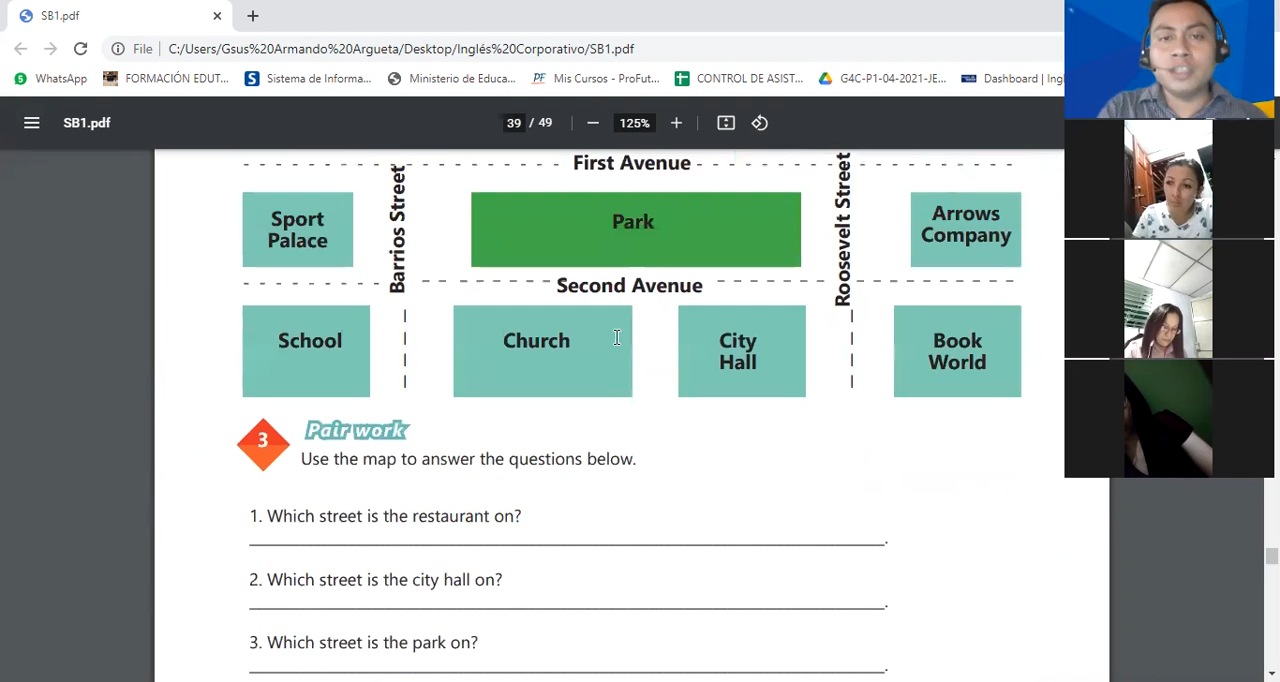 SB1.pdf
File C:/Users/Gsus%20Armando%20Argueta/Desktop/Inglés%20Corporativo/SB1.pdf
WhatsApp FORMACIÓN EDUT... Sistema de Informa... Ministerio de Educa... Mis Cursos - ProFut... CONTROL DE ASIST... G4C-P1-04-2021-JE... Dashboard | Ingl
SB1.pdf 39 / 49 125%
First Avenue
Barrios Street
Roosevelt Street
Sport
Palace
Park
Arrows
Company
Second Avenue
School
Church
City
Hall
Book
World
3
Pair work
Use the map to answer the questions below.
1. Which street is the restaurant on?
2. Which street is the city hall on?
3. Which street is the park on?